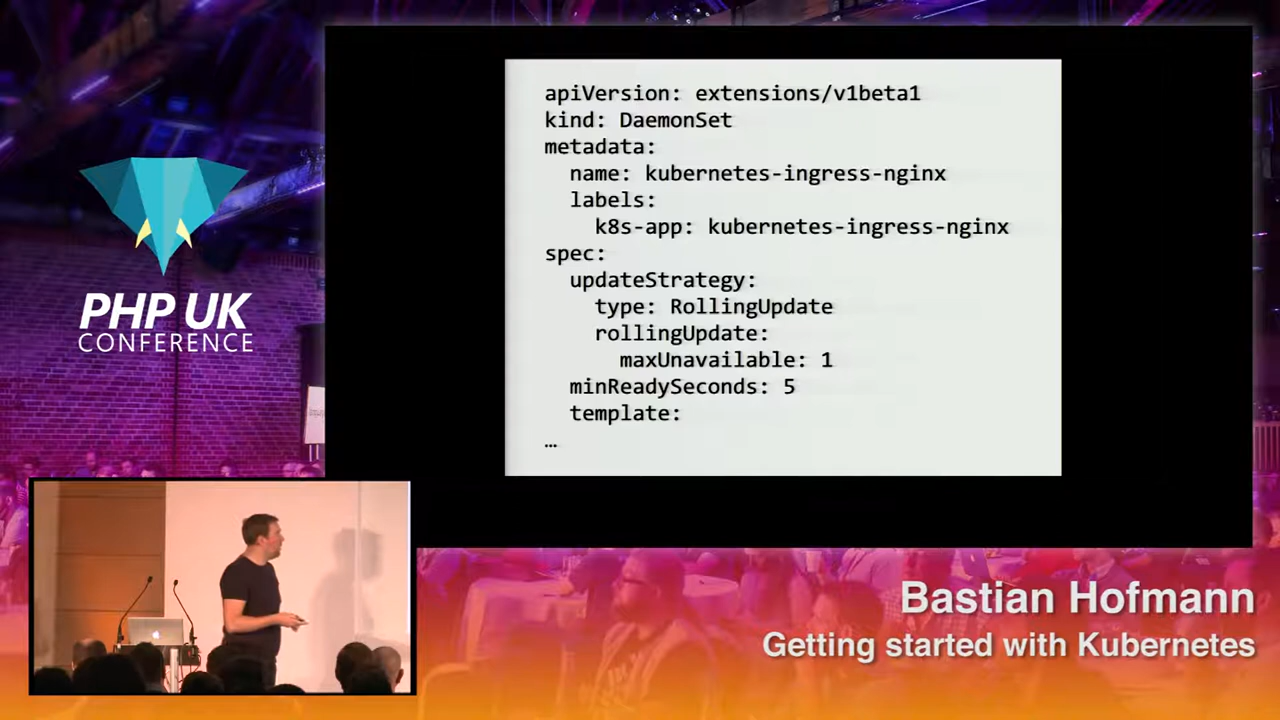 apiVersion: extensions/v1beta1
kind: DaemonSet
metadata:
  name: kubernetes-ingress-nginx
  labels:
    k8s-app: kubernetes-ingress-nginx
spec:
  updateStrategy:
    type: RollingUpdate
    rollingUpdate:
      maxUnavailable: 1
  minReadySeconds: 5
  template:
…
PHP UK
CONFERENCE
Bastian Hofmann
Getting started with Kubernetes